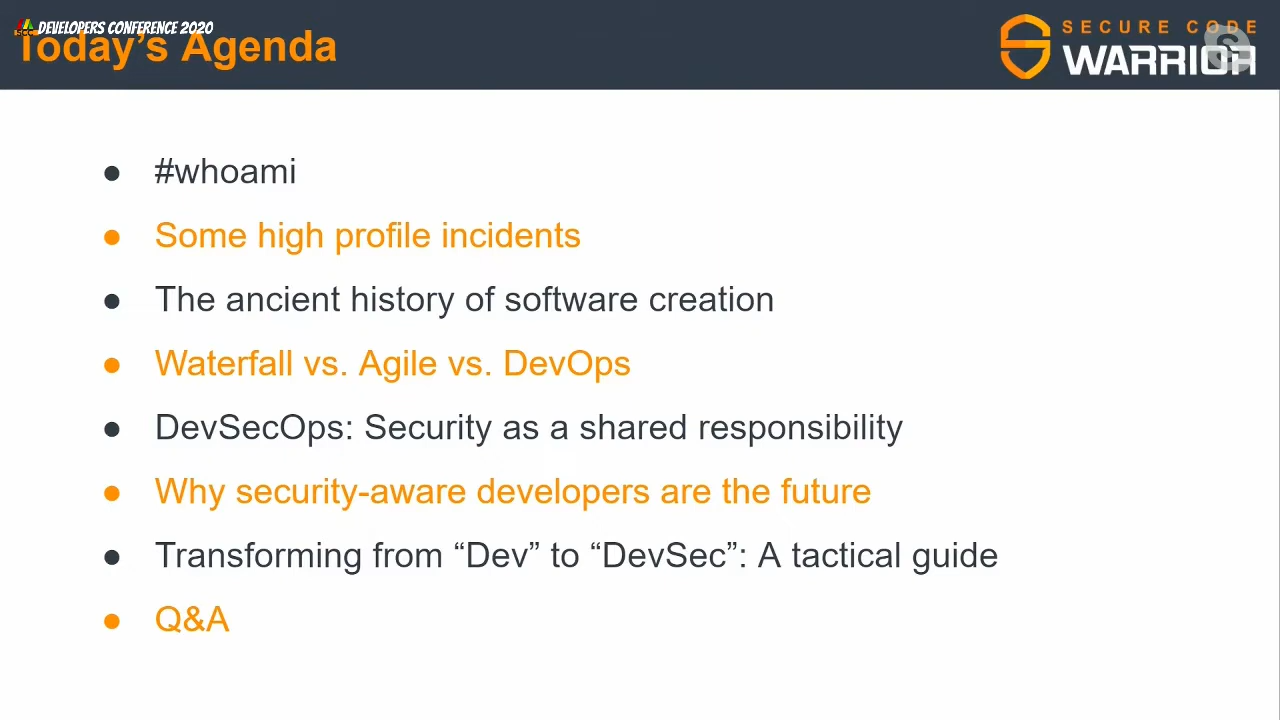 DEVELOPERS CONFERENCE 2020
Today's Agenda
SECURE CODE
WARRIOR
#whoami
Some high profile incidents
The ancient history of software creation
Waterfall vs. Agile vs. DevOps
DevSecOps: Security as a shared responsibility
Why security-aware developers are the future
Transforming from “Dev” to “DevSec”: A tactical guide
Q&A